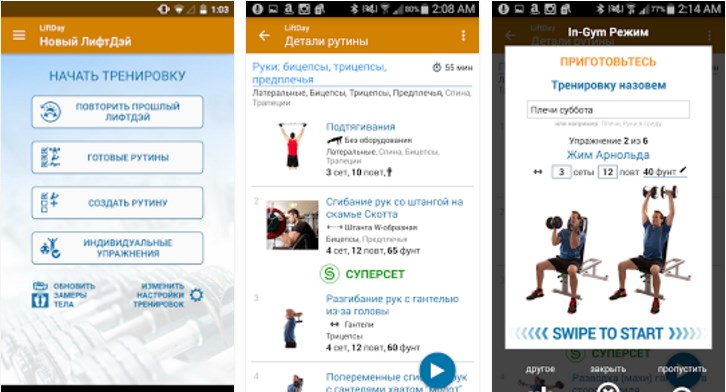 1:03
LiftDay
Новый ЛифтДэй
НАЧАТЬ ТРЕНИРОВКУ
ПОВТОРИТЬ ПРОШЛЫЙ
ЛИФТДЭЙ
ГОТОВЫЕ РУТИНЫ
СОЗДАТЬ РУТИНУ
ИНДИВИДУАЛЬНЫЕ
УПРАЖНЕНИЯ
ОБНОВИТЬ
ЗАМЕРЫ
ТЕЛА
ИЗМЕНИТЬ
НАСТРОЙКИ
ТРЕНИРОВОК
80% 2:08 AM
LiftDay
Детали рутины
Руки: бицепсы, трицепсы,
предплечья
55 мин
Латеральные, Бицепсы, Трицепсы, Предплечья, Спина,
Трапеции
Подтягивания
Без оборудования
Латеральные, Спина, Бицепсы,
Трапеции
3 сет, 10 повт,
2
Сгибание рук со штангой на
скамье Скотта
Штанга W-образная
Бицепсы, Предплечья
4 сет, 12 повт, 65 фунт
S СУПЕРСЕТ
3
Разгибание рук с гантелью
из-за головы
Гантели
Трицепсы
4 сет, 12 повт, 60 фунт
4
Попеременные сгибания рук
с гантелями хватом "молот"
77% 2:14 AM
In-Gym Режим
ПРИГОТОВЬТЕСЬ
Тренировку назовем
Плечи суббота
или например: Плечи, Рука в среду
Упражнение 2 из 6
Жим Арнольда
3 сеты 12 повт 40 фунт
SWIPE TO START
другое закрыть пропустить